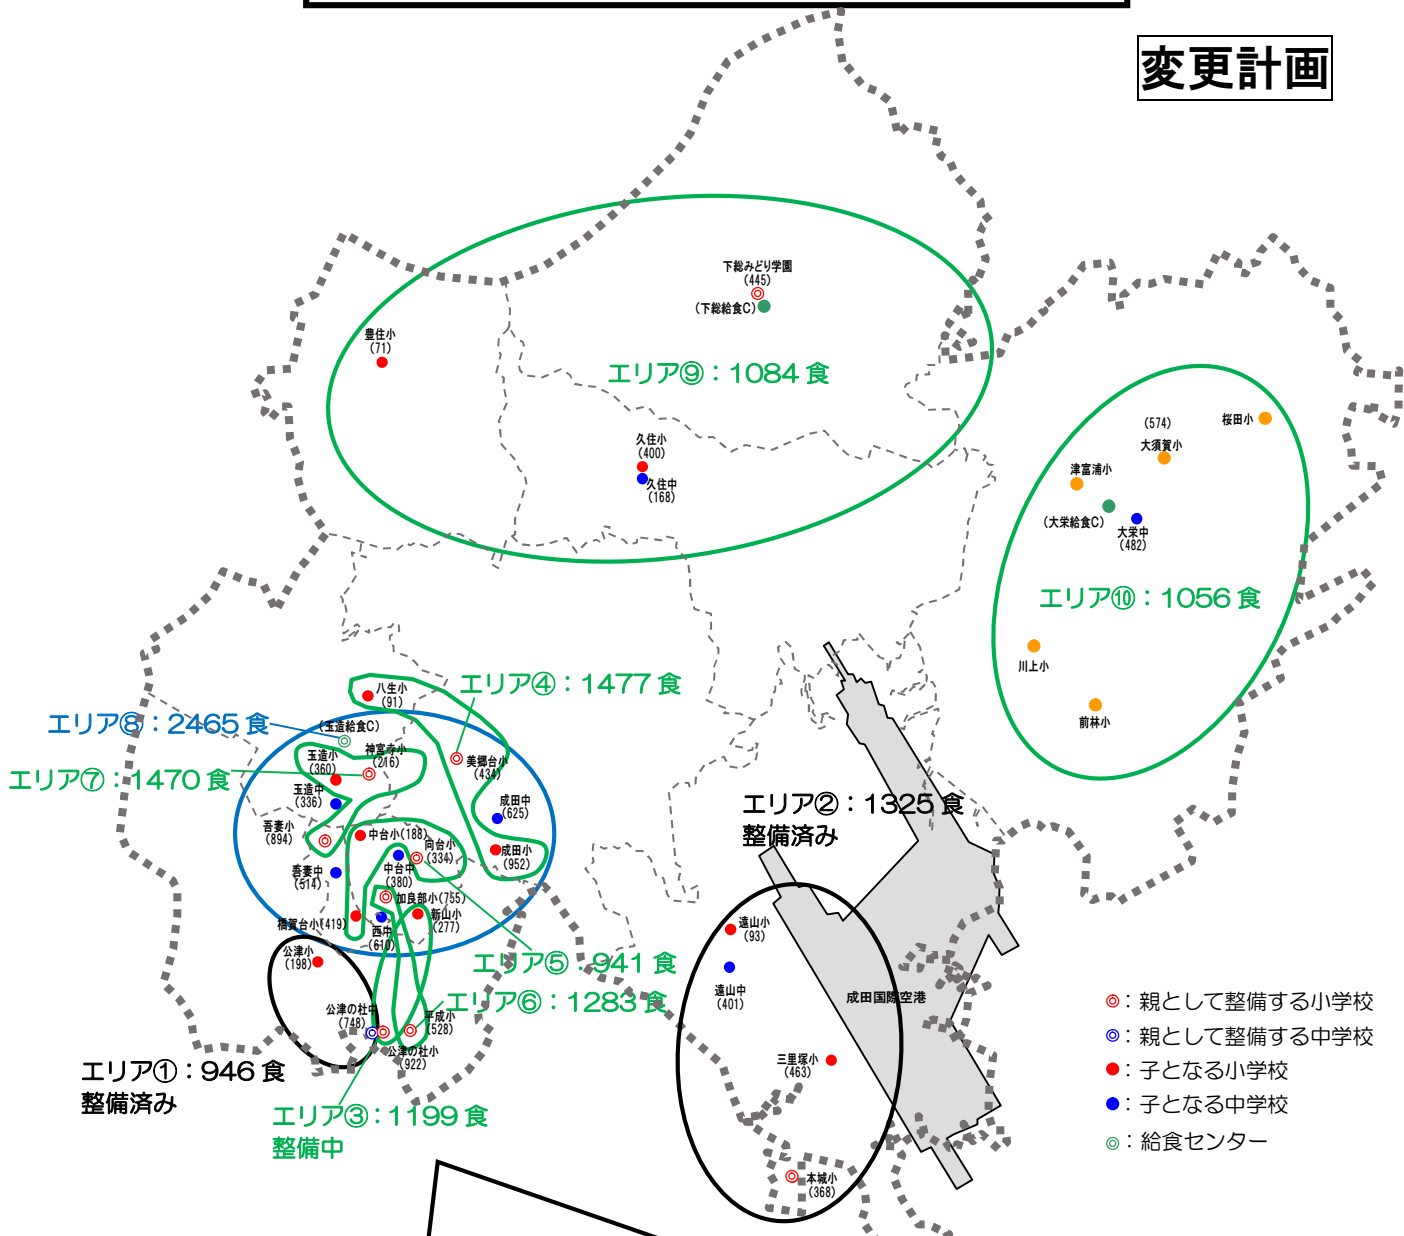 変更計画
下総みどり学園
(445)
(下総給食C)
豊住小
(71)
エリア⑨：1084食
久住小
(400)
久住中
(168)
桜田小
(574)
大須賀小
津富浦小
(大栄給食C)
大栄中
(482)
エリア⑩：1056食
川上小
前林小
八生小
(91)
エリア④：1477食
エリア⑧：2465食
(玉造給食C)
神宮寺小
(216)
玉造小
(360)
美郷台小
(434)
エリア⑦：1470食
玉造中
(336)
成田中
(625)
エリア②：1325食
整備済み
吾妻小
(894)
中台小(188)
向台小
(334)
成田小
(952)
吾妻中
(514)
中台中
(380)
加良部小(755)
新山小
(277)
橋賀台小(419)
西中
(610)
遠山小
(93)
公津小
(198)
エリア⑤：941食
遠山中
(401)
成田国際空港
エリア⑥：1283食
公津の杜中
(748)
平成小
(528)
公津の杜小
(922)
三里塚小
(463)
エリア①：946食
整備済み
エリア③：1199食
整備中
本城小
(368)
◎：親として整備する小学校
◎：親として整備する中学校
●：子となる小学校
●：子となる中学校
◎：給食センター